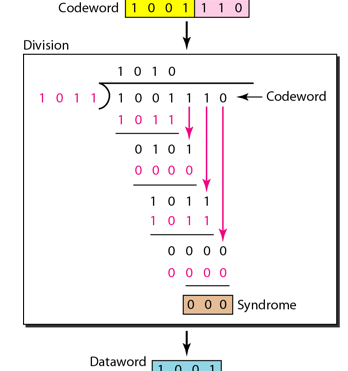 Codeword 1 0 0 1 1 1 0
Division
1 0 1 0
1 0 1 1 1 0 0 1 1 1 0 Codeword
1 0 1 1
0 1 0 1
0 0 0 0
1 0 1 1
1 0 1 1
0 0 0 0
0 0 0 0
0 0 0 Syndrome
Dataword 1 0 0 1